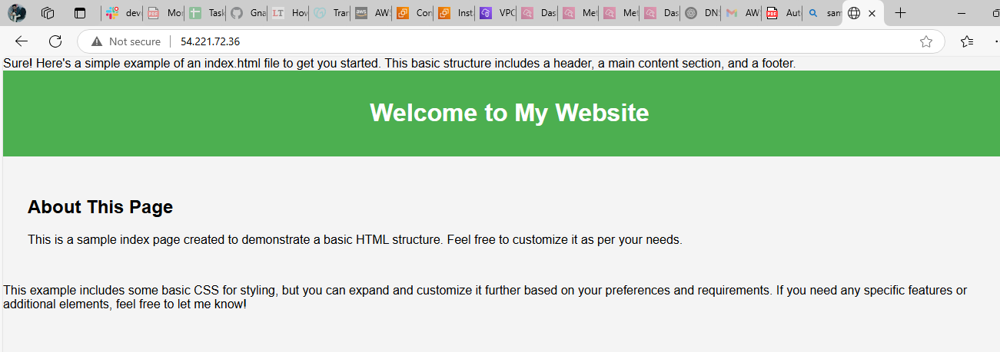 dev Mor Task Gna Hov Tran AW Con Inst VPC Das Met Met Das DN AW Aut sam
Not secure 54.221.72.36
Sure! Here's a simple example of an index.html file to get you started. This basic structure includes a header, a main content section, and a footer.
Welcome to My Website
About This Page
This is a sample index page created to demonstrate a basic HTML structure. Feel free to customize it as per your needs.
This example includes some basic CSS for styling, but you can expand and customize it further based on your preferences and requirements. If you need any specific features or
additional elements, feel free to let me know!